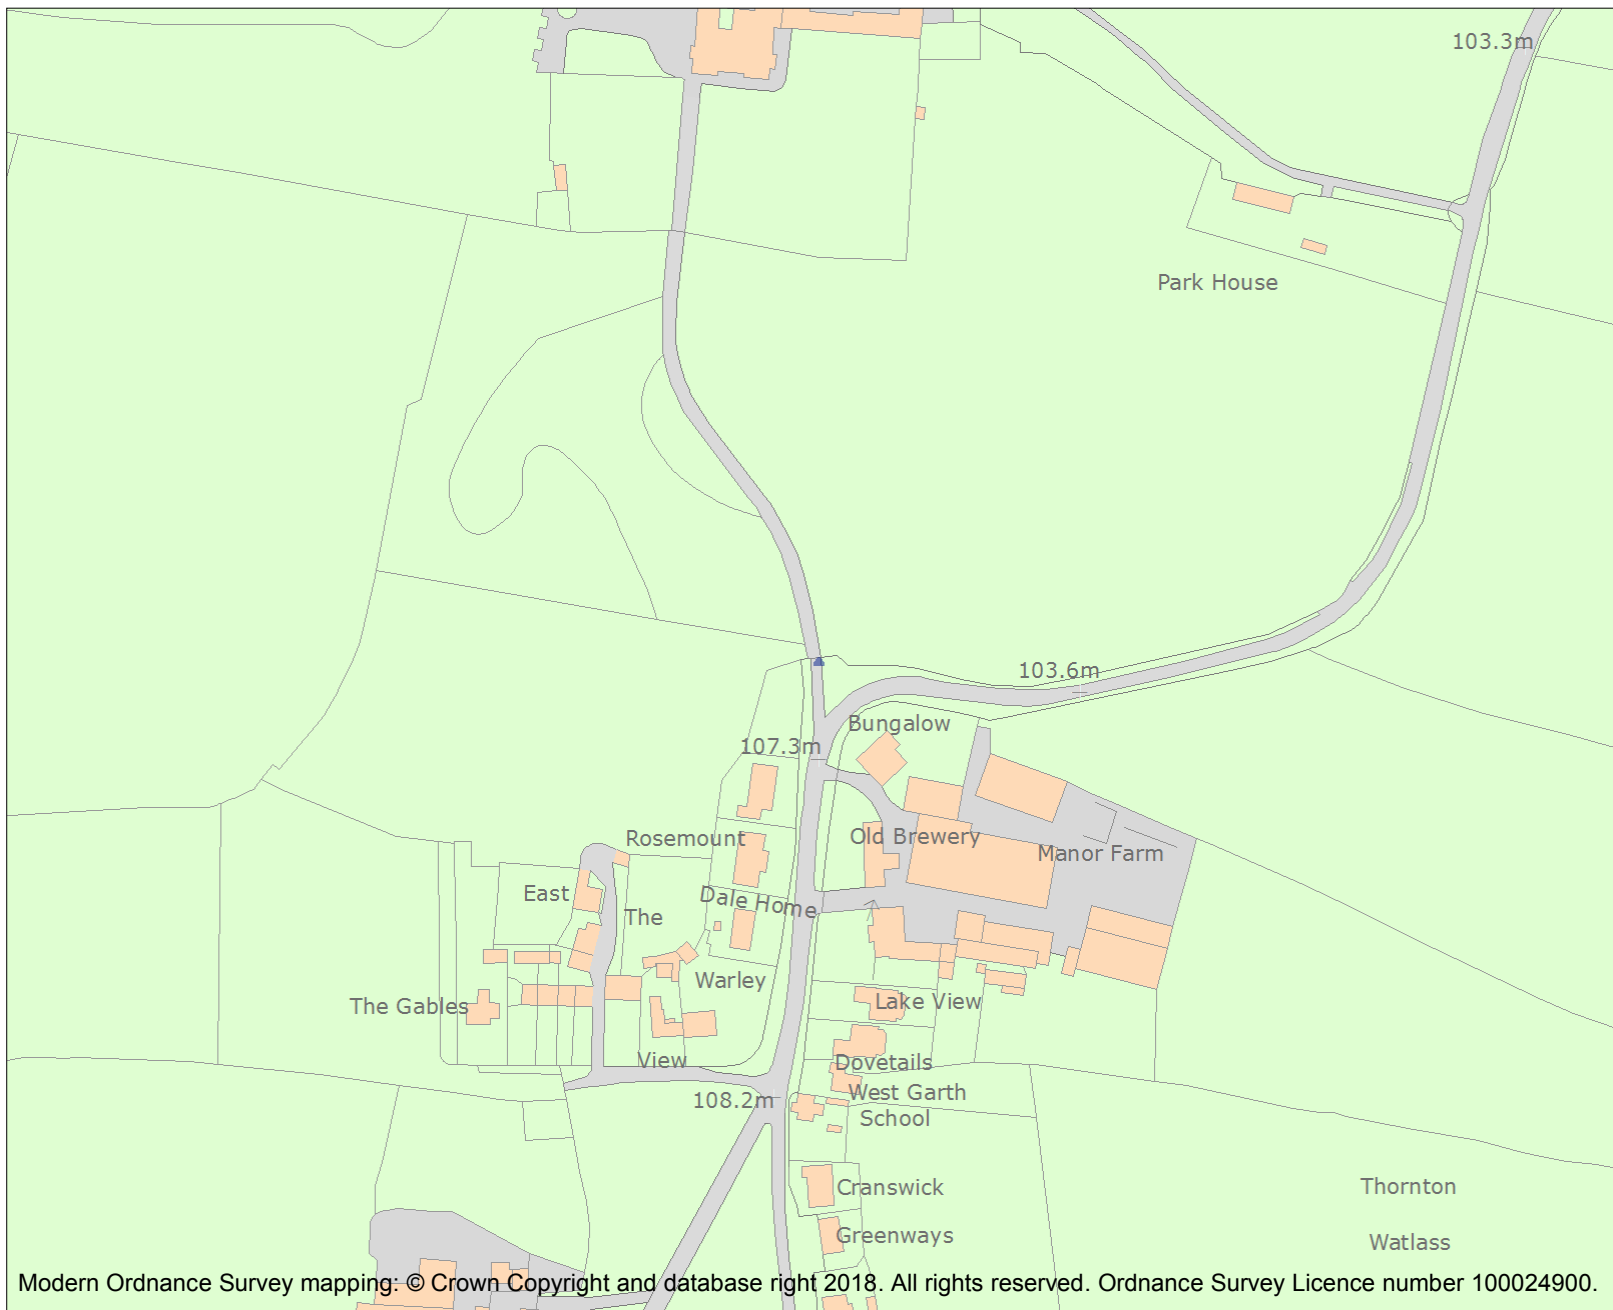 103.3m
Park House
103.6m
Bungalow
107.3m
Rosemount
Old Brewery
Manor Farm
East
Dale Home
The
Warley
The Gables
Lake View
View
Dovetails
West Garth
108.2m
School
Cranswick
Thornton
Greenways
Watlass
Modern Ordnance Survey mapping: © Crown Copyright and database right 2018. All rights reserved. Ordnance Survey Licence number 100024900.